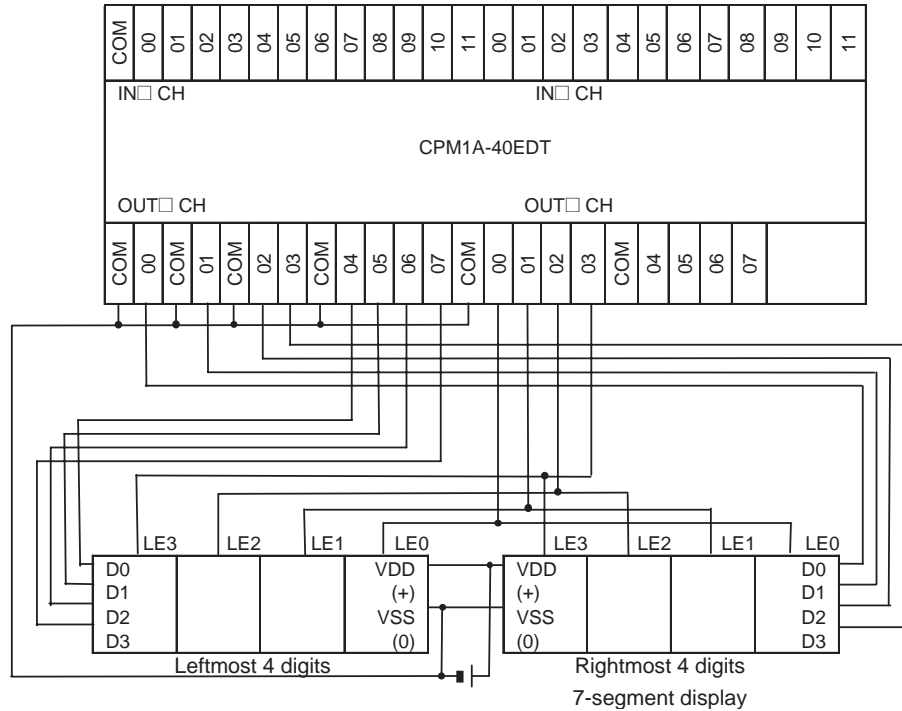 COM 00 01 02 03 04 05 06 07 08 09 10 11 00 01 02 03 04 05 06 07 08 09 10 11
IN□ CH IN□ CH
CPM1A-40EDT
OUT□ CH OUT□ CH
COM 00 COM 01 COM 02 03 COM 04 05 06 07 COM 00 01 02 03 COM 04 05 06 07
LE3 LE2 LE1 LE0 LE3 LE2 LE1 LE0
D0 VDD VDD D0
D1 (+) (+) D1
D2 VSS VSS D2
D3 (0) (0) D3
Leftmost 4 digits Rightmost 4 digits
7-segment display